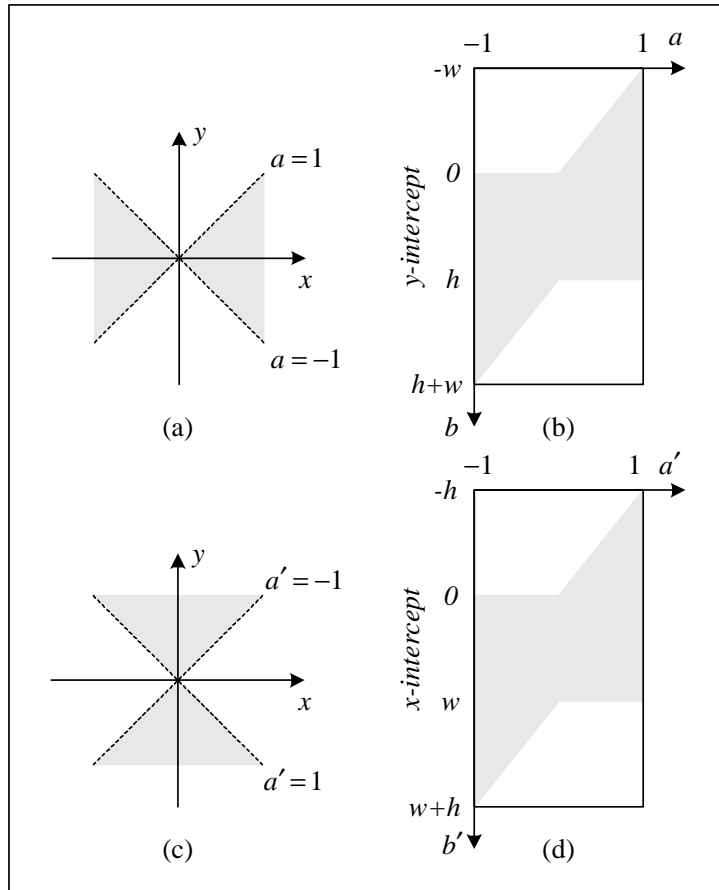 y
a = 1
x
a = −1
(a)
−1 1 a
-w
0
h
h+w
y-intercept
b
(b)
y
a′ = −1
x
a′ = 1
(c)
−1 1 a′
-h
0
w
w+h
x-intercept
b′
(d)